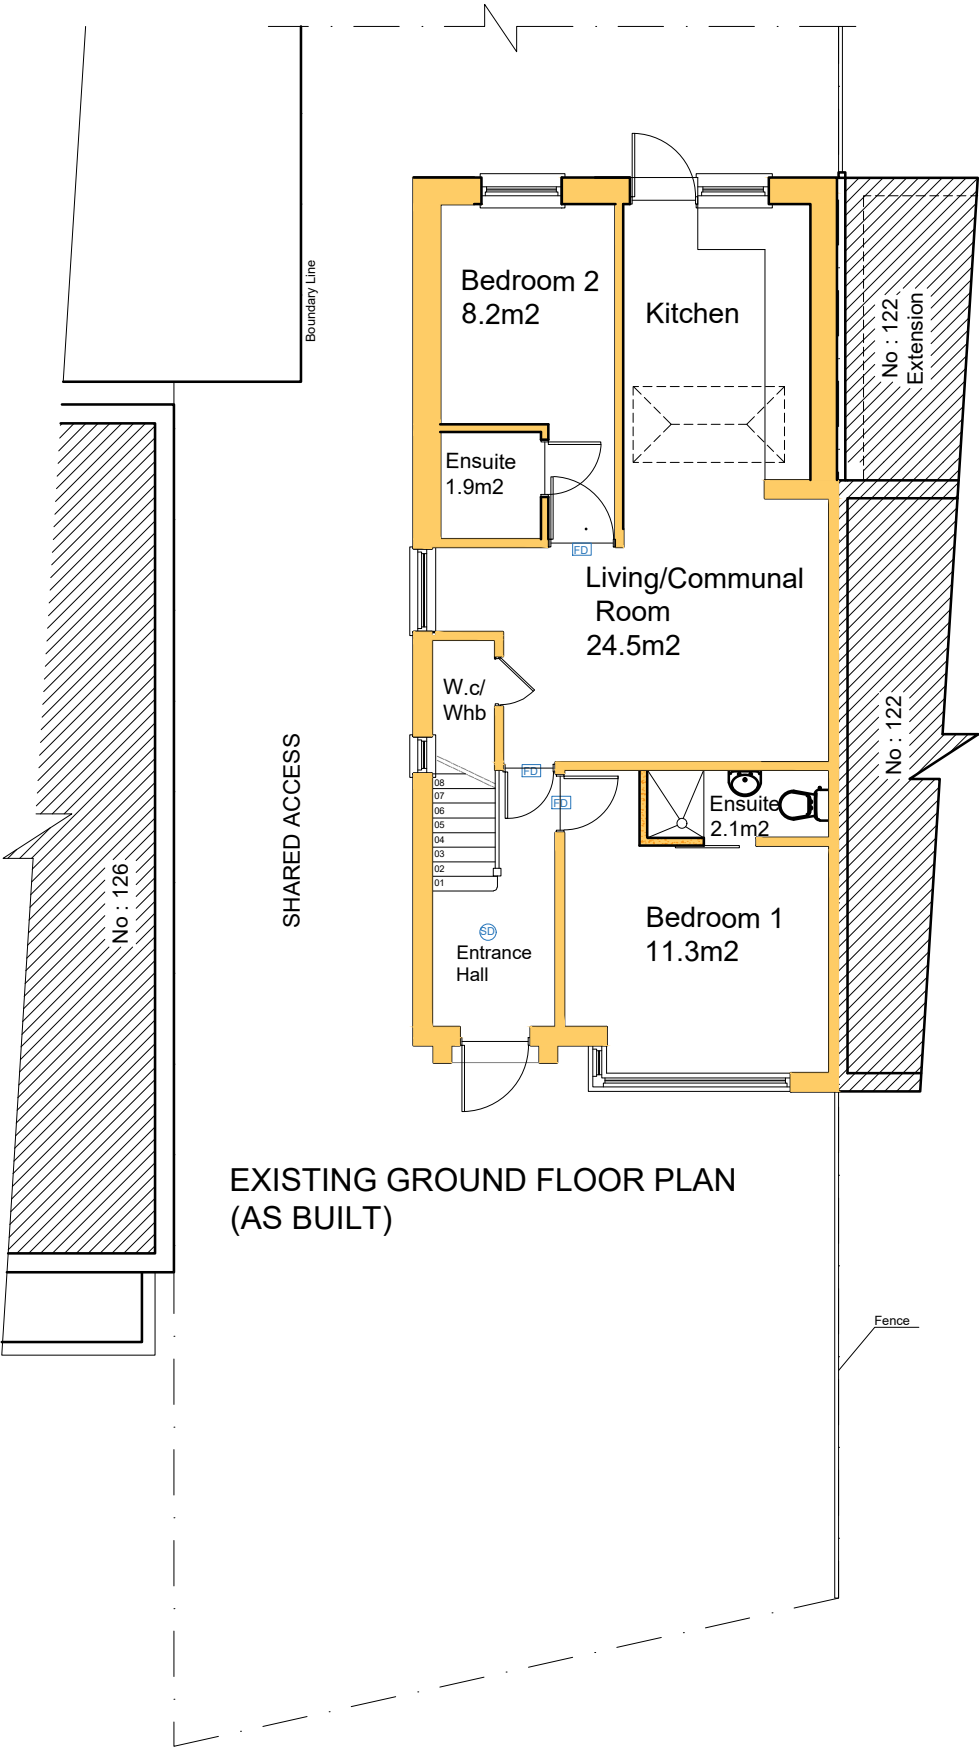 Boundary Line
Bedroom 2
8.2m2
Kitchen
No : 122
Extension
Ensuite
1.9m2
FD
Living/Communal
Room
24.5m2
W.c/
Whb
No : 122
SHARED ACCESS
FD
FD
08
07
06
05
04
03
02
01
Ensuite
2.1m2
No : 126
Bedroom 1
11.3m2
SD
Entrance
Hall
EXISTING GROUND FLOOR PLAN
(AS BUILT)
Fence